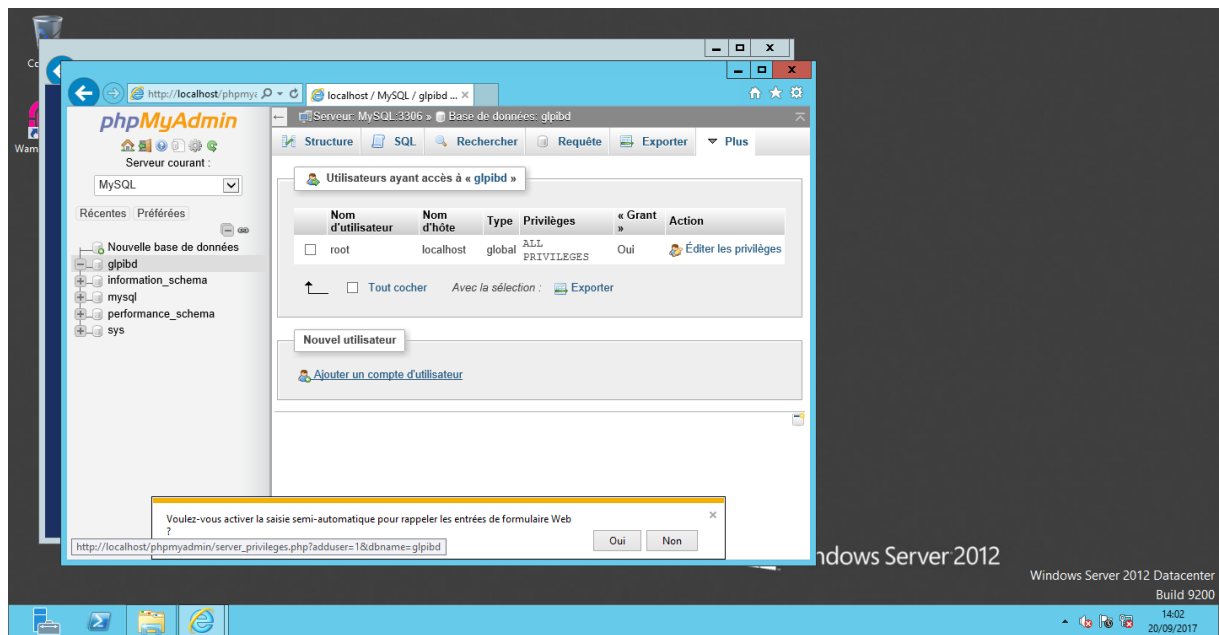 Co
Wam
http://localhost/phpmy
localhost / MySQL / glpibd ...
phpMyAdmin
Serveur courant :
MySQL
Récentes Préférées
Nouvelle base de données
glpibd
information_schema
mysql
performance_schema
sys
Serveur: MySQL:3306 » Base de données: glpibd
Structure SQL Rechercher Requête Exporter Plus
Utilisateurs ayant accès à « glpibd »
Nom d'utilisateur Nom d'hôte Type Privilèges « Grant » Action
root localhost global ALL PRIVILEGES Oui Éditer les privilèges
Tout cocher Avec la sélection : Exporter
Nouvel utilisateur
Ajouter un compte d'utilisateur
Voulez-vous activer la saisie semi-automatique pour rappeler les entrées de formulaire Web
?
Oui Non
http://localhost/phpmyadmin/server_privileges.php?adduser=1&dbname=glpibd
ndows Server 2012
Windows Server 2012 Datacenter
Build 9200
14:02
20/09/2017